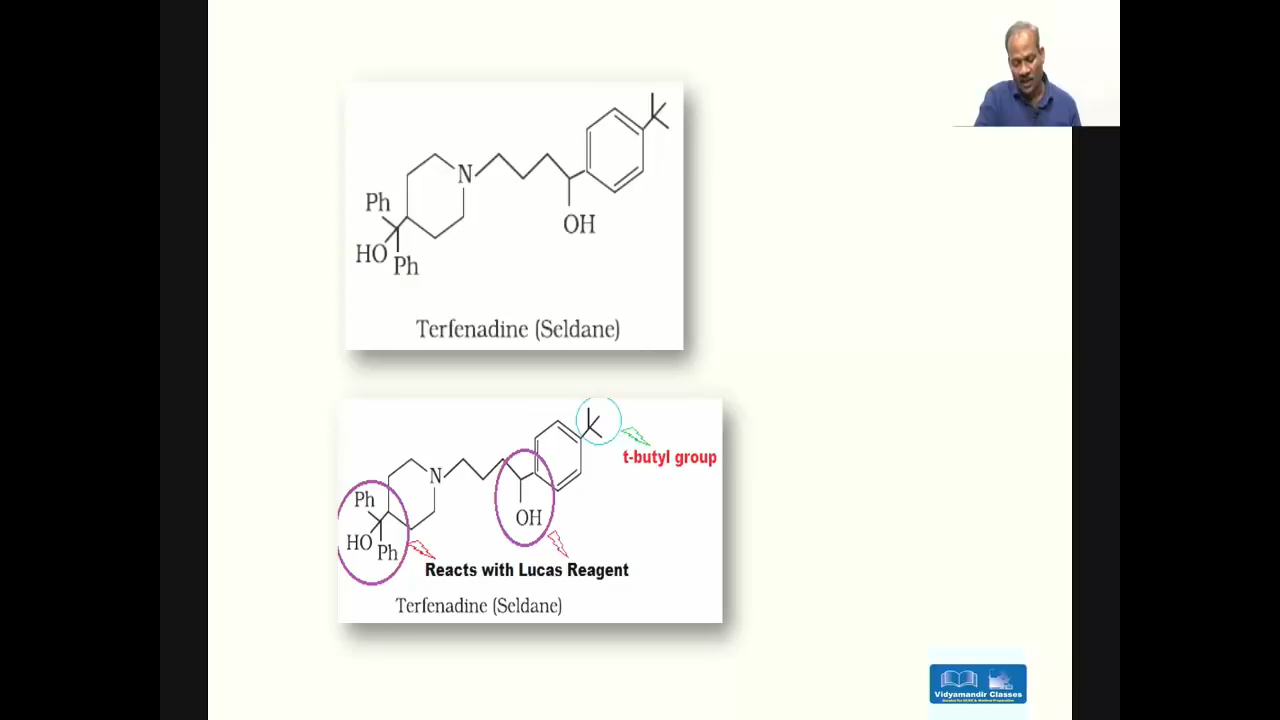 N
Ph
OH
HO
Ph
Terfenadine (Seldane)
t-butyl group
N
Ph
OH
HO
Ph
Reacts with Lucas Reagent
Terfenadine (Seldane)
Vidyamandir Classes